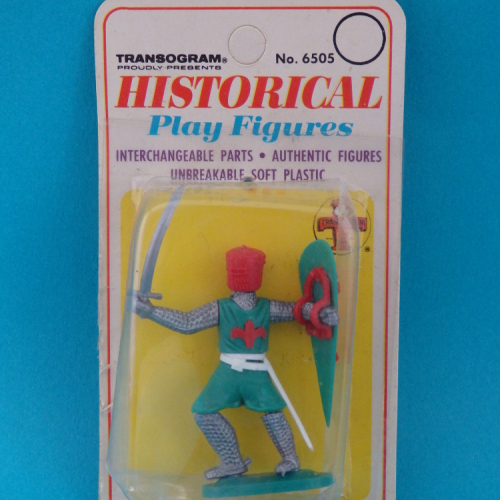 TRANSOGRAM®
PROUDLY PRESENTS
No. 6505
HISTORICAL
Play Figures
INTERCHANGEABLE PARTS • AUTHENTIC FIGURES
UNBREAKABLE SOFT PLASTIC